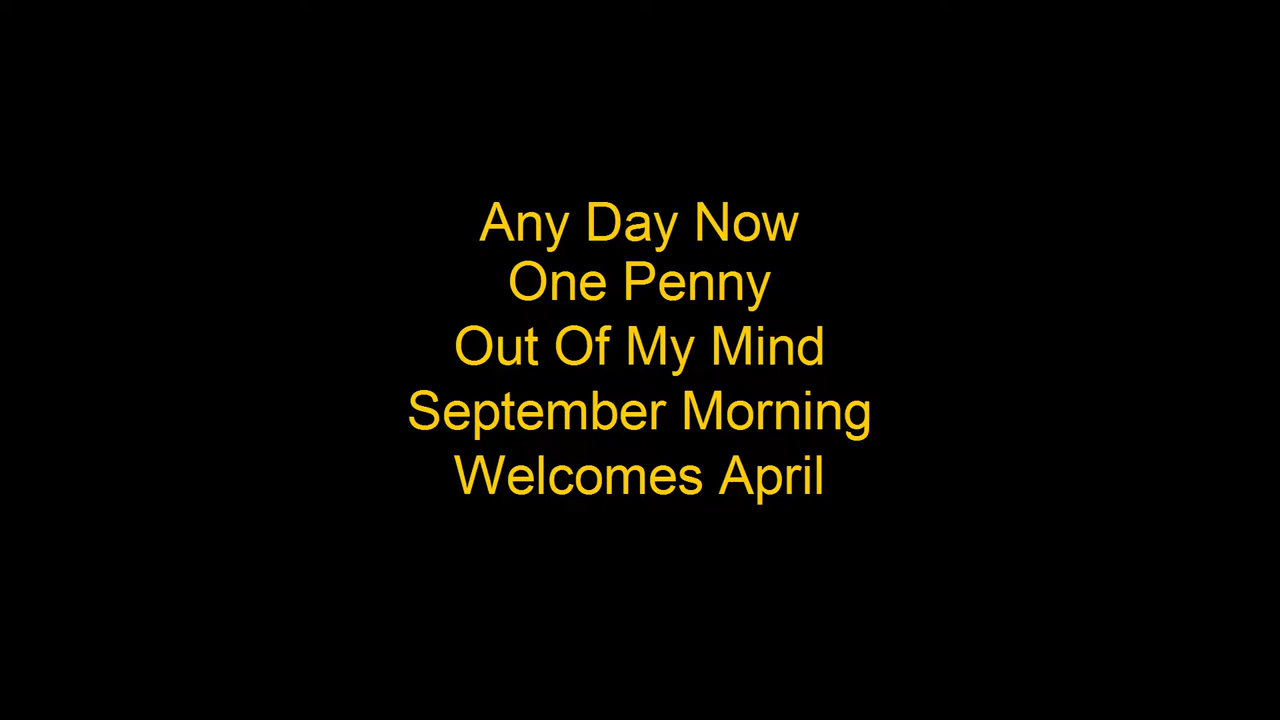 Any Day Now
One Penny
Out Of My Mind
September Morning
Welcomes April